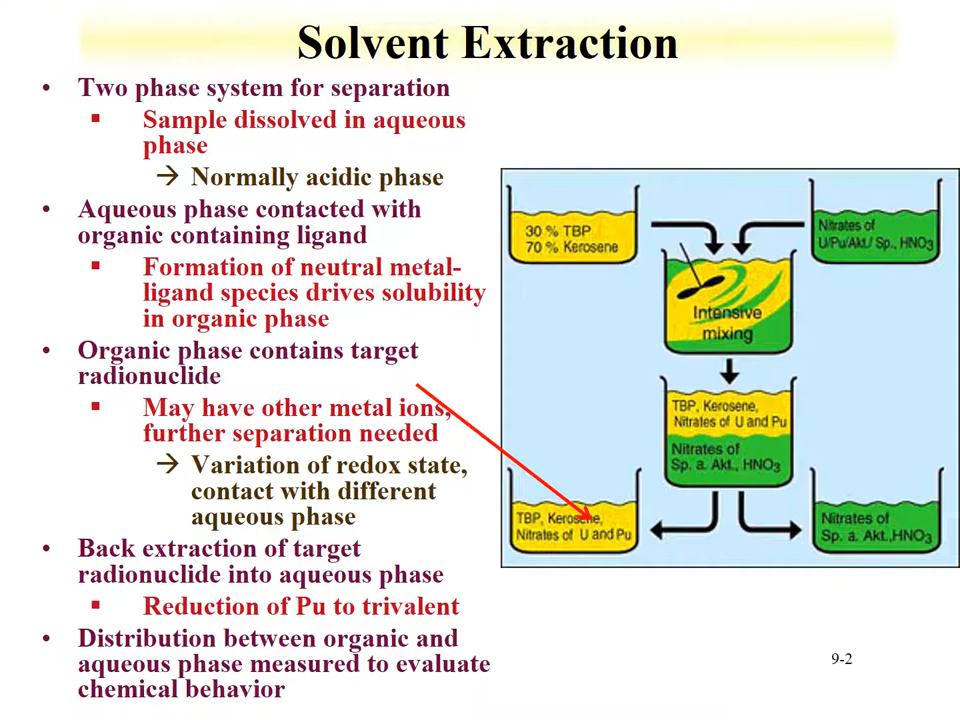 Solvent Extraction
• Two phase system for separation
▪ Sample dissolved in aqueous
phase
→ Normally acidic phase
• Aqueous phase contacted with
organic containing ligand
▪ Formation of neutral metal-
ligand species drives solubility
in organic phase
• Organic phase contains target
radionuclide
▪ May have other metal ions,
further separation needed
→ Variation of redox state,
contact with different
aqueous phase
• Back extraction of target
radionuclide into aqueous phase
▪ Reduction of Pu to trivalent
• Distribution between organic and
aqueous phase measured to evaluate
chemical behavior
30 % TBP
70 % Kerosene
Nitrates of
U/Pu/Akt./ Sp., HNO3
Intensive
mixing
TBP, Kerosene,
Nitrates of U and Pu
Nitrates of
Sp. a. Akt., HNO3
TBP, Kerosene,
Nitrates of U and Pu
Nitrates of
Sp. a. Akt.,HNO3
9-2